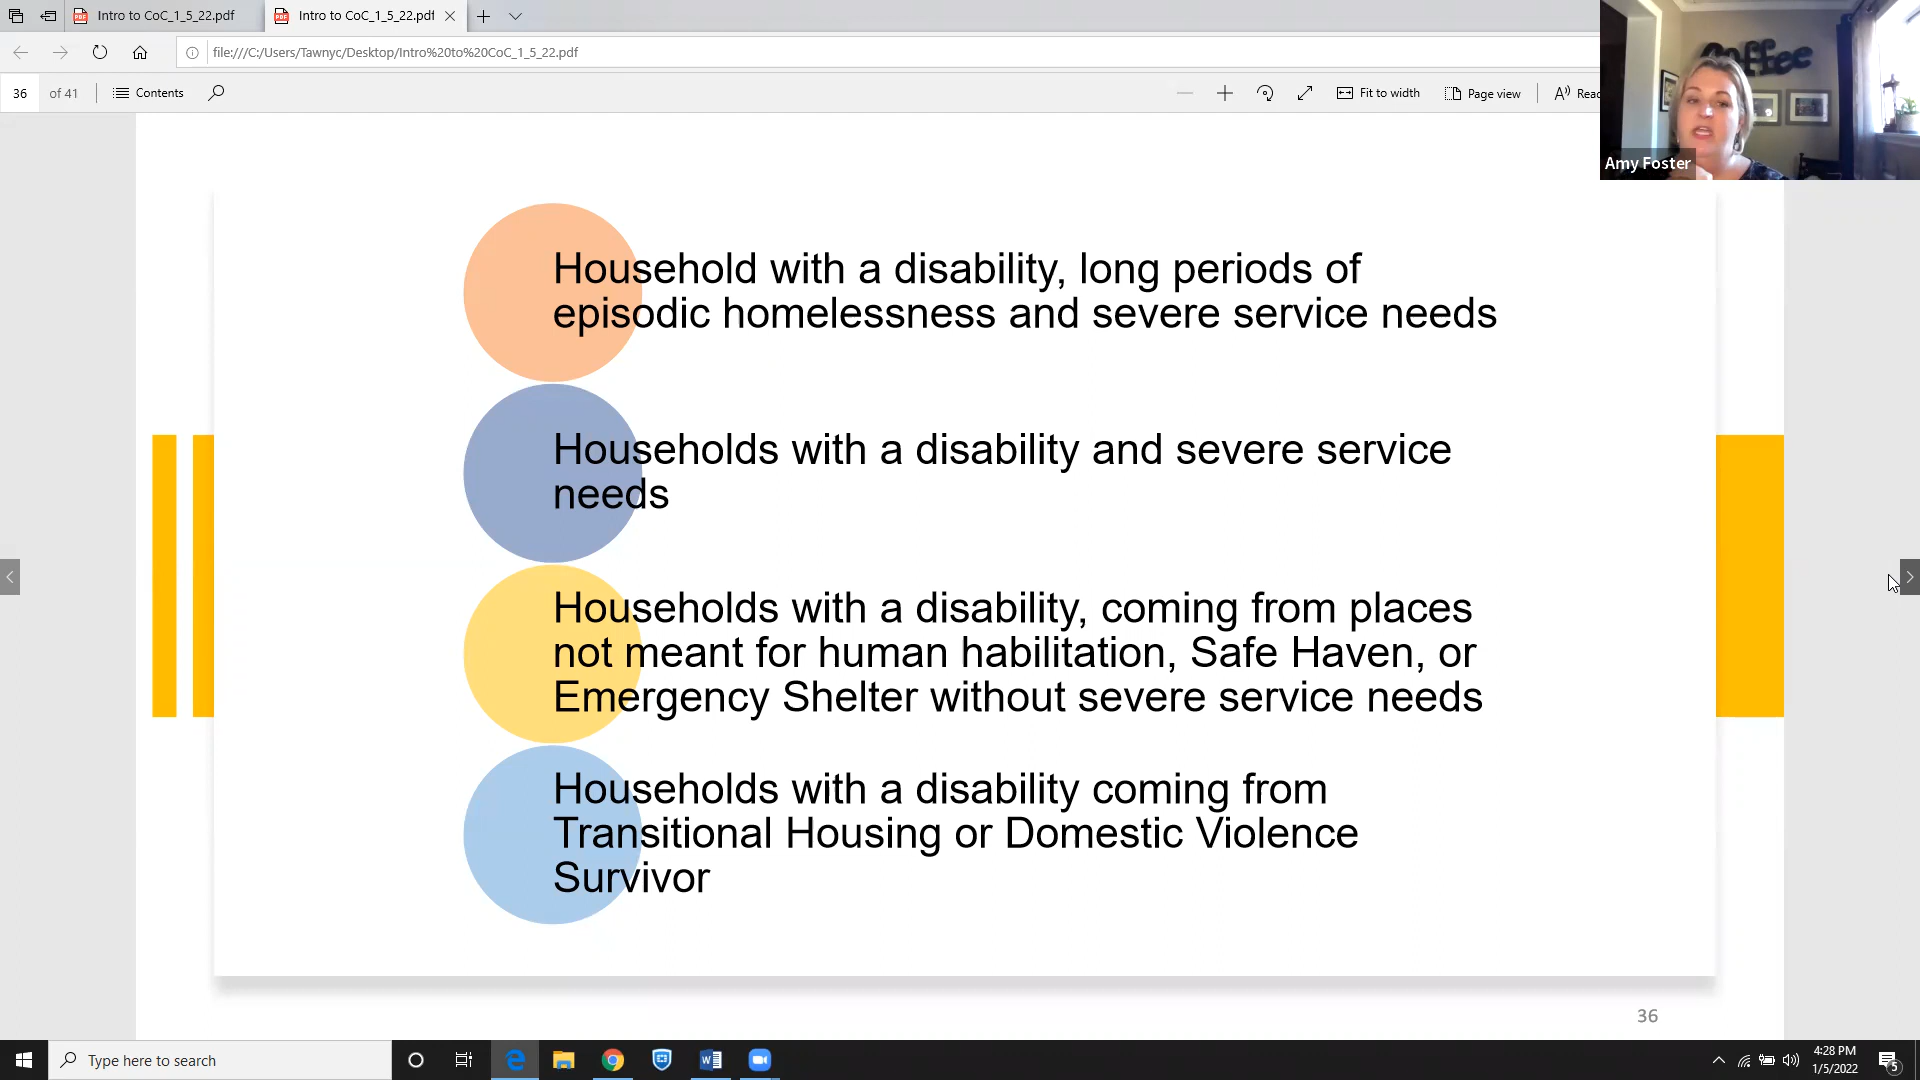 Intro to CoC_1_5_22.pdf
Intro to CoC_1_5_22.pdf
file:///C:/Users/Tawnyc/Desktop/Intro%20to%20CoC_1_5_22.pdf
36 of 41
Contents
Fit to width
Page view
Coffee
Amy Foster
Household with a disability, long periods of
episodic homelessness and severe service needs
Households with a disability and severe service
needs
Households with a disability, coming from places
not meant for human habilitation, Safe Haven, or
Emergency Shelter without severe service needs
Households with a disability coming from
Transitional Housing or Domestic Violence
Survivor
36
Type here to search
4:28 PM
1/5/2022
5